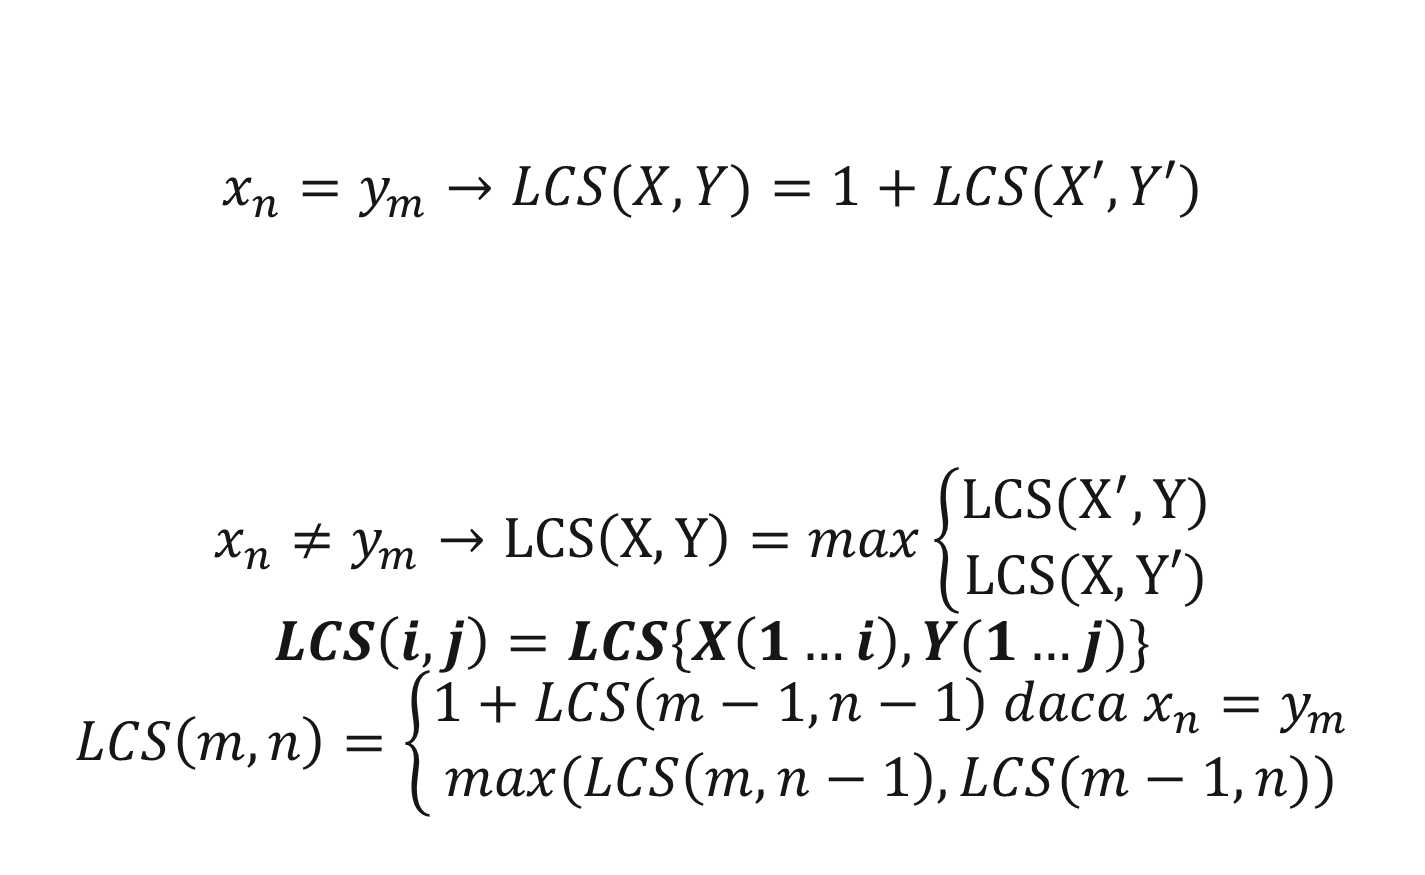 xₙ = yₘ → LCS(X, Y) = 1 + LCS(X′, Y′)
xₙ ≠ yₘ → LCS(X, Y) = max {LCS(X′, Y)
LCS(X, Y′)
LCS(i, j) = LCS{X(1 … i), Y(1 … j)}
LCS(m, n) = {1 + LCS(m − 1, n − 1) daca xₙ = yₘ
max(LCS(m, n − 1), LCS(m − 1, n))